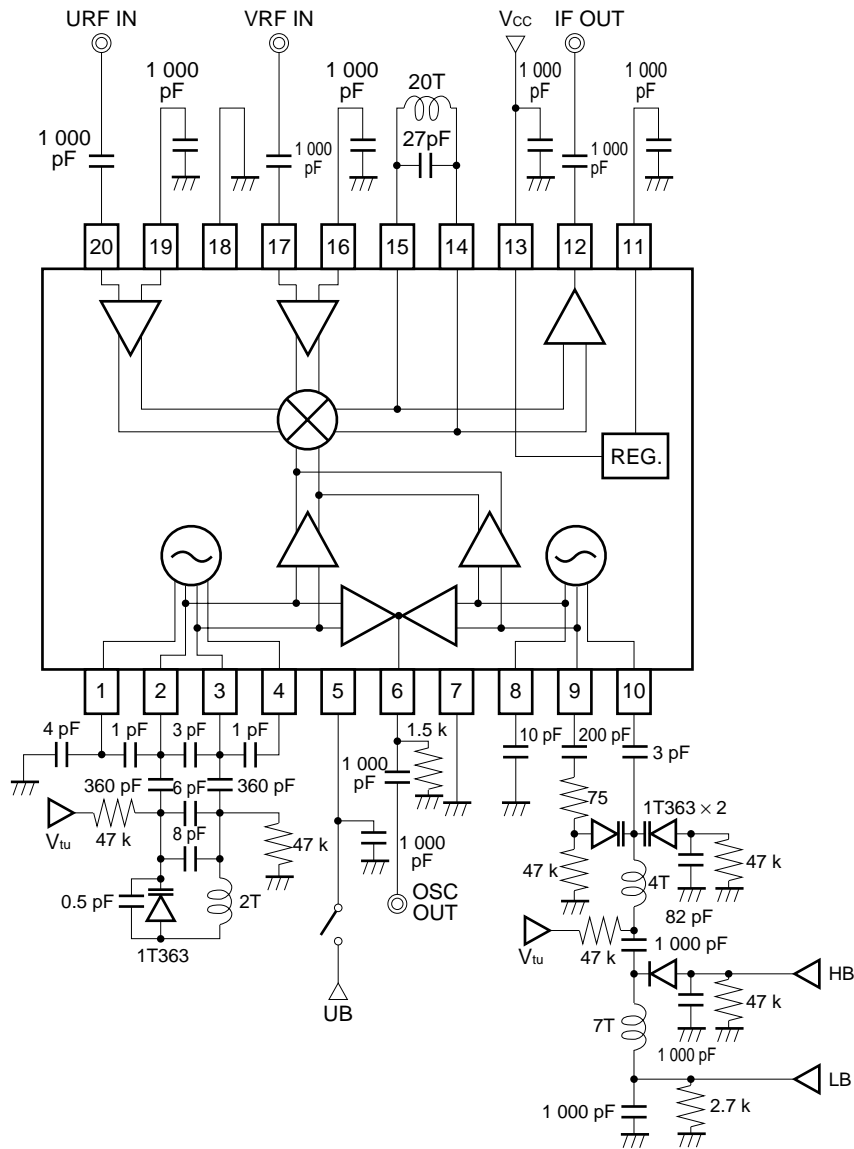 URF IN
VRF IN
VCC
IF OUT
1 000 pF
1 000 pF
20T
1 000 pF
1 000 pF
1 000 pF
1 000 pF
27pF
1 000 pF
20
19
18
17
16
15
14
13
12
11
REG.
1
2
3
4
5
6
7
8
9
10
4 pF
1 pF
3 pF
1 pF
1.5 k
10 pF
200 pF
3 pF
1 000 pF
360 pF
6 pF
360 pF
75
1T363 × 2
Vtu
47 k
8 pF
47 k
1 000 pF
47 k
47 k
0.5 pF
2T
4T
OSC OUT
82 pF
1T363
Vtu
47 k
1 000 pF
HB
UB
47 k
7T
1 000 pF
LB
1 000 pF
2.7 k